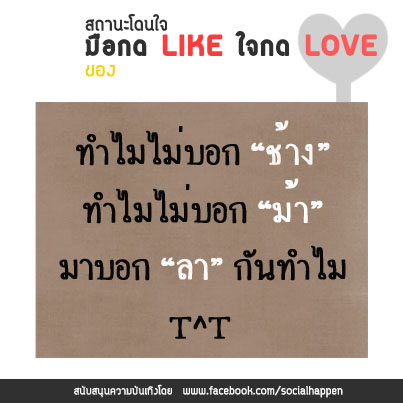 สถานะโดนใจ
มือกด LIKE ใจกด LOVE
ของ
ทำไมไม่บอก “ช้าง”
ทำไมไม่บอก “ม้า”
มาบอก “ลา” กันทำไม
T^T
สนับสนุนความบันเทิงโดย www.facebook.com/socialhappen